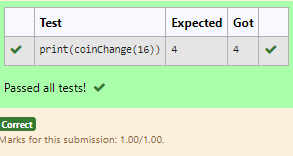 Test Expected Got
print(coinChange(16)) 4 4
Passed all tests!
Correct
Marks for this submission: 1.00/1.00.